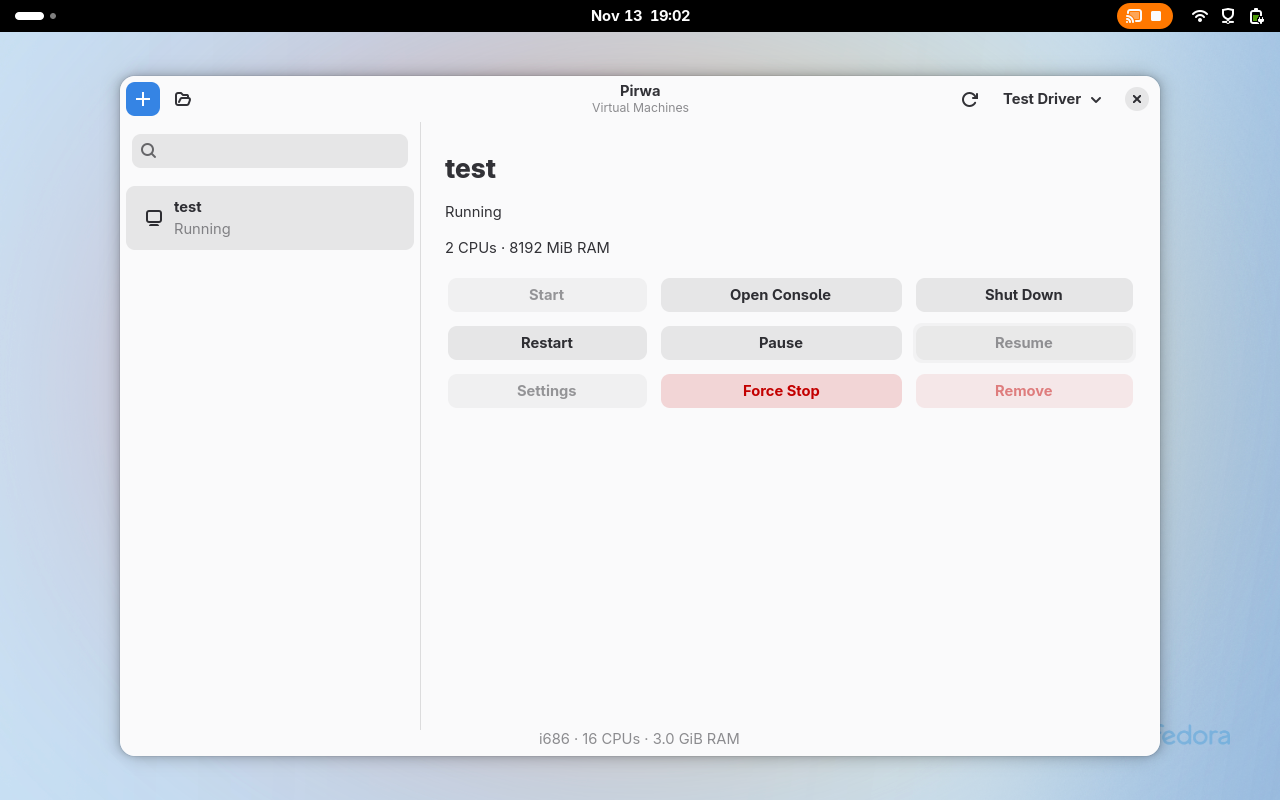 Nov 13 19:02
Pirwa
Virtual Machines
Test Driver
test
Running
test
Running
2 CPUs · 8192 MiB RAM
Start
Open Console
Shut Down
Restart
Pause
Resume
Settings
Force Stop
Remove
i686 · 16 CPUs · 3.0 GiB RAM
fedora